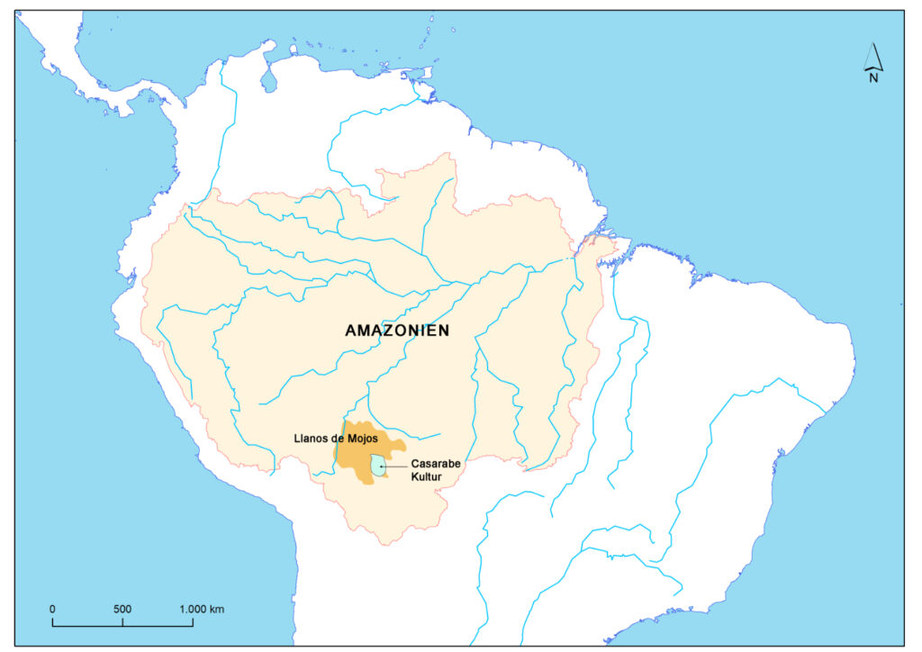 N
AMAZONIEN
Llanos de Mojos
Casarabe
Kultur
0 500 1.000 km